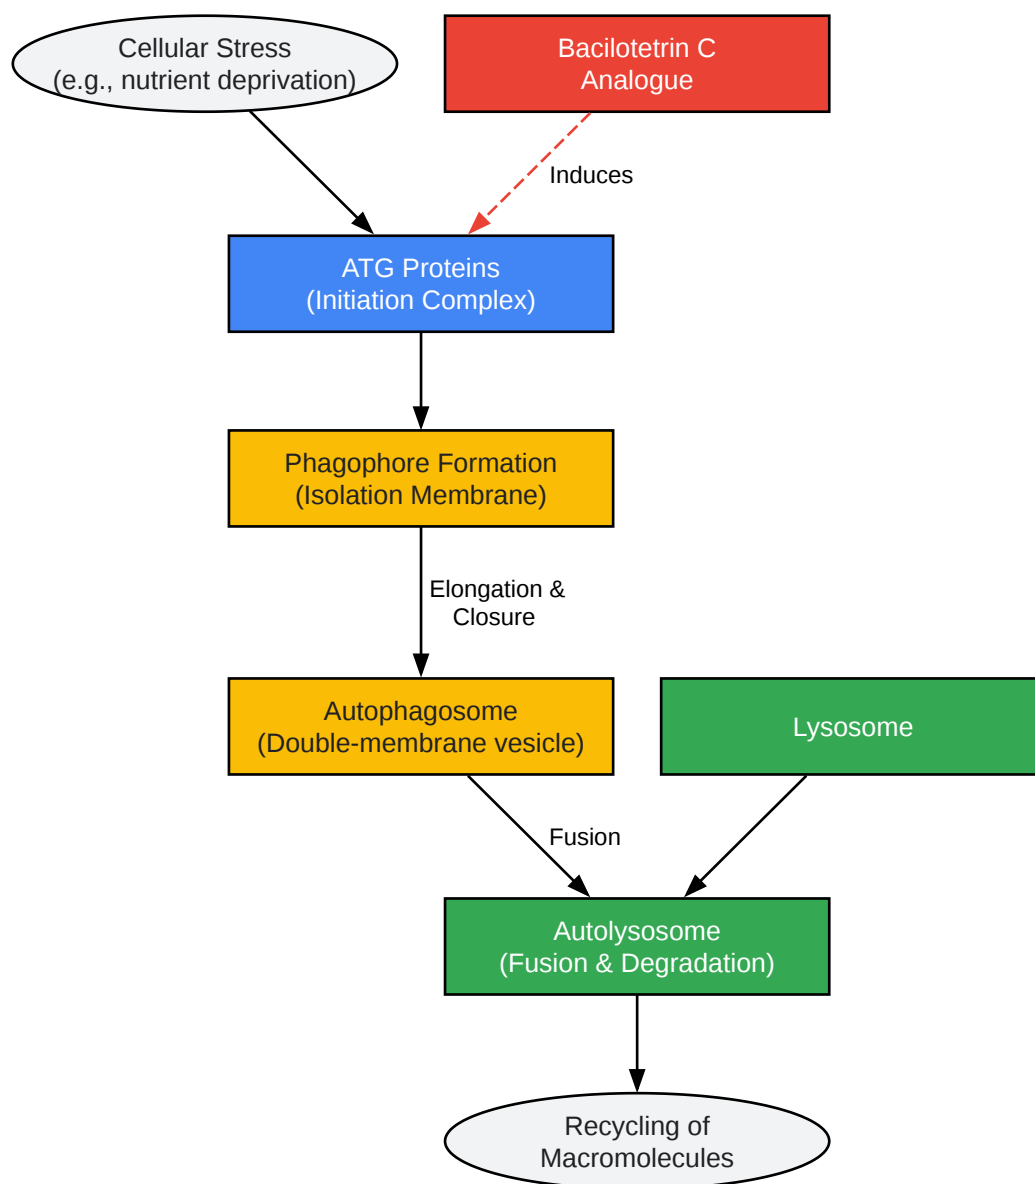 Cellular Stress
(e.g., nutrient deprivation)
Bacilotetrin C
Analogue
Induces
ATG Proteins
(Initiation Complex)
Phagophore Formation
(Isolation Membrane)
Elongation &
Closure
Autophagosome
(Double-membrane vesicle)
Lysosome
Fusion
Autolysosome
(Fusion & Degradation)
Recycling of
Macromolecules